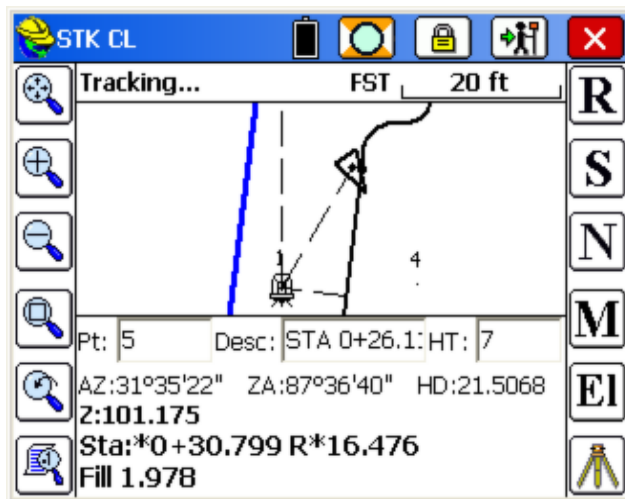 STK CL
Tracking... FST 20 ft
R
S
1 4
N
Pt: 5 Desc: STA 0+26.1 HT: 7
M
AZ:31°35'22" ZA:87°36'40" HD:21.5068
Z:101.175
El
Sta:*0+30.799 R*16.476
Fill 1.978